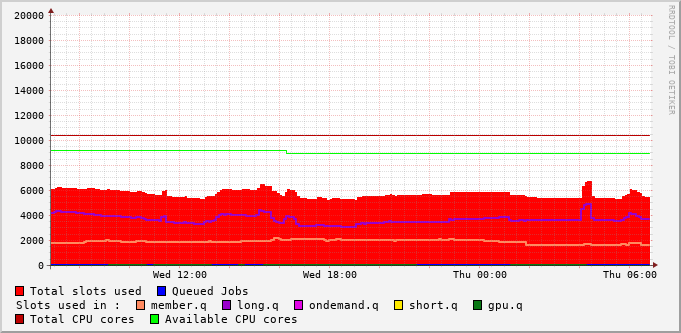 RRDTOOL / TOBI OETIKER
20000
18000
16000
14000
12000
10000
8000
6000
4000
2000
0
Wed 12:00 Wed 18:00 Thu 00:00 Thu 06:00
Total slots used Queued Jobs
Slots used in : member.q long.q ondemand.q short.q gpu.q
Total CPU cores Available CPU cores